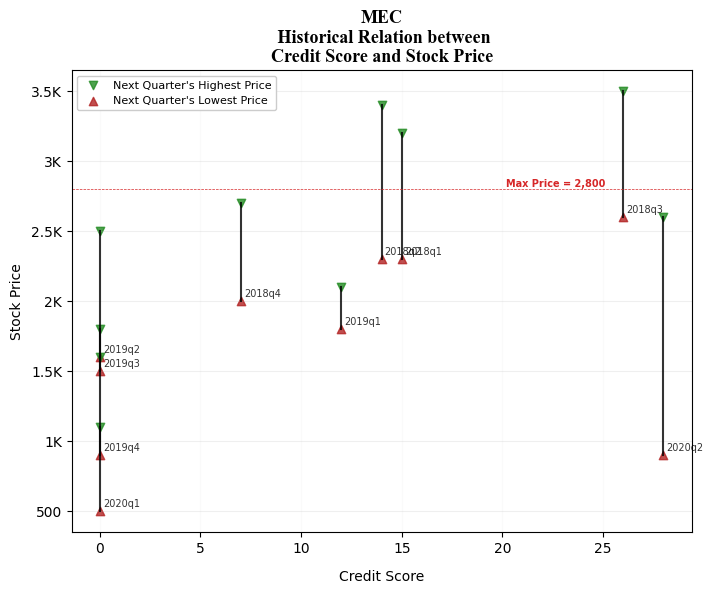 MEC
Historical Relation between
Credit Score and Stock Price
Next Quarter's Highest Price
Next Quarter's Lowest Price
3.5K
3K
2.5K
2K
1.5K
1K
500
Stock Price
Max Price = 2,800
2018q3
2018q2
2018q1
2018q4
2019q1
2019q2
2019q3
2019q4
2020q2
2020q1
0
5
10
15
20
25
Credit Score